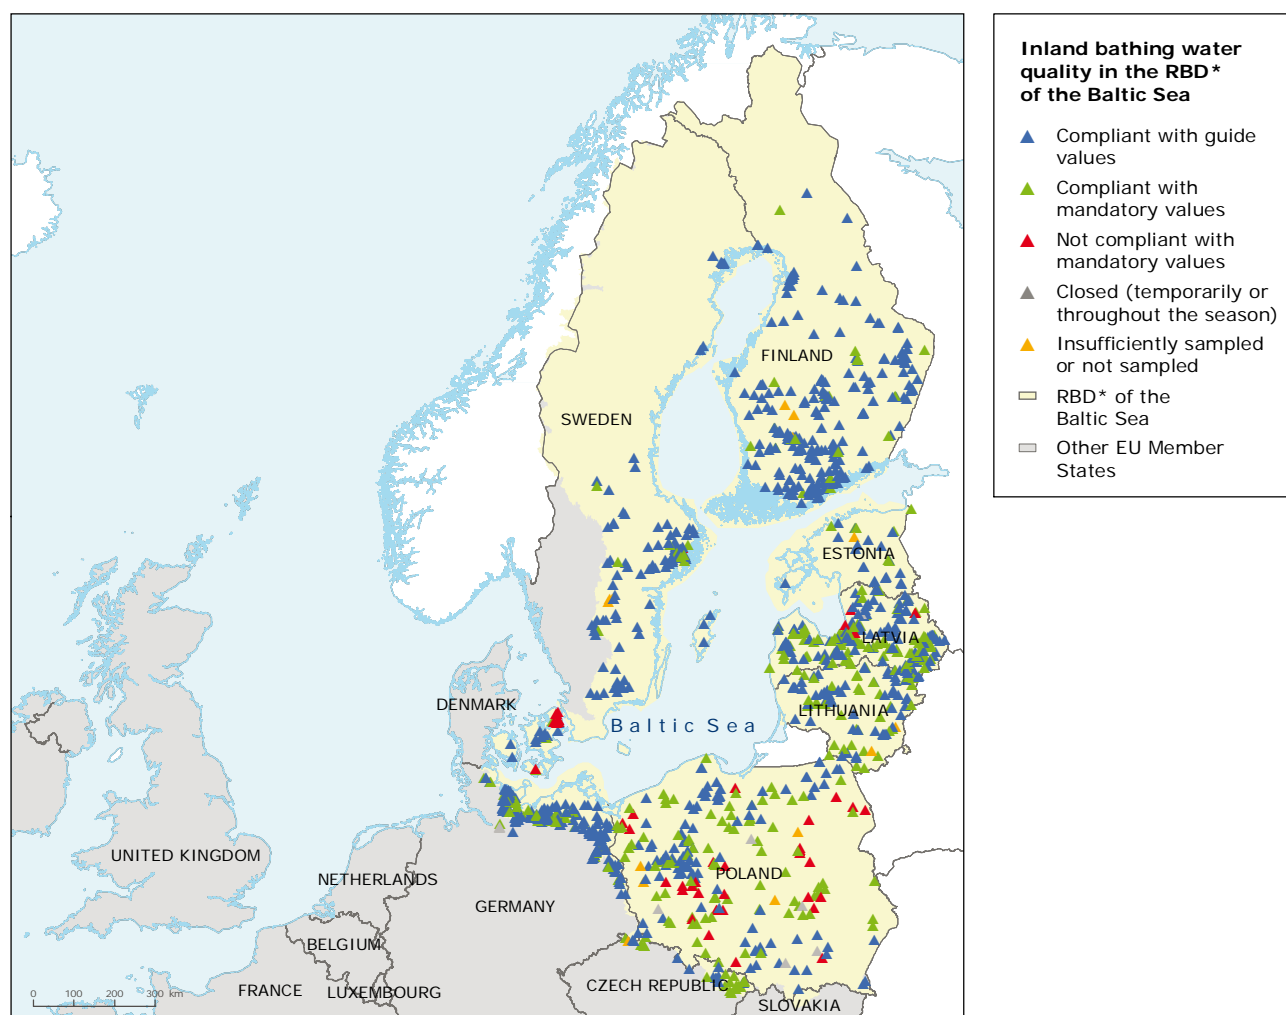 Inland bathing water
quality in the RBD*
of the Baltic Sea
Compliant with guide
values
Compliant with
mandatory values
Not compliant with
mandatory values
Closed (temporarily or
throughout the season)
Insufficiently sampled
or not sampled
RBD* of the
Baltic Sea
Other EU Member
States
FINLAND
SWEDEN
ESTONIA
LATVIA
DENMARK
LITHUANIA
Baltic Sea
UNITED KINGDOM
NETHERLANDS
POLAND
GERMANY
BELGIUM
FRANCE
LUXEMBOURG
CZECH REPUBLIC
SLOVAKIA
0 100 200 300 km